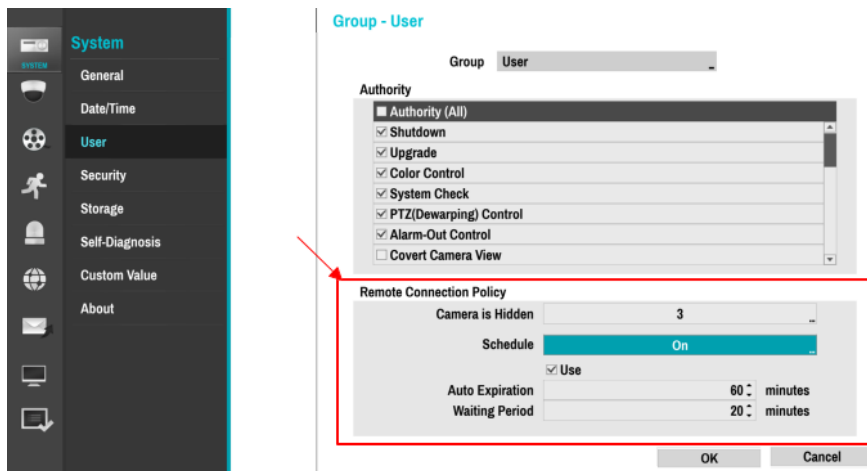 SYSTEM
System
General
Date/Time
User
Security
Storage
Self-Diagnosis
Custom Value
About
Group - User
Group User ...
Authority
Authority (All)
Shutdown
Upgrade
Color Control
System Check
PTZ(Dewarping) Control
Alarm-Out Control
Covert Camera View
Remote Connection Policy
Camera is Hidden 3 ...
Schedule On ...
Use
Auto Expiration 60 minutes
Waiting Period 20 minutes
OK Cancel